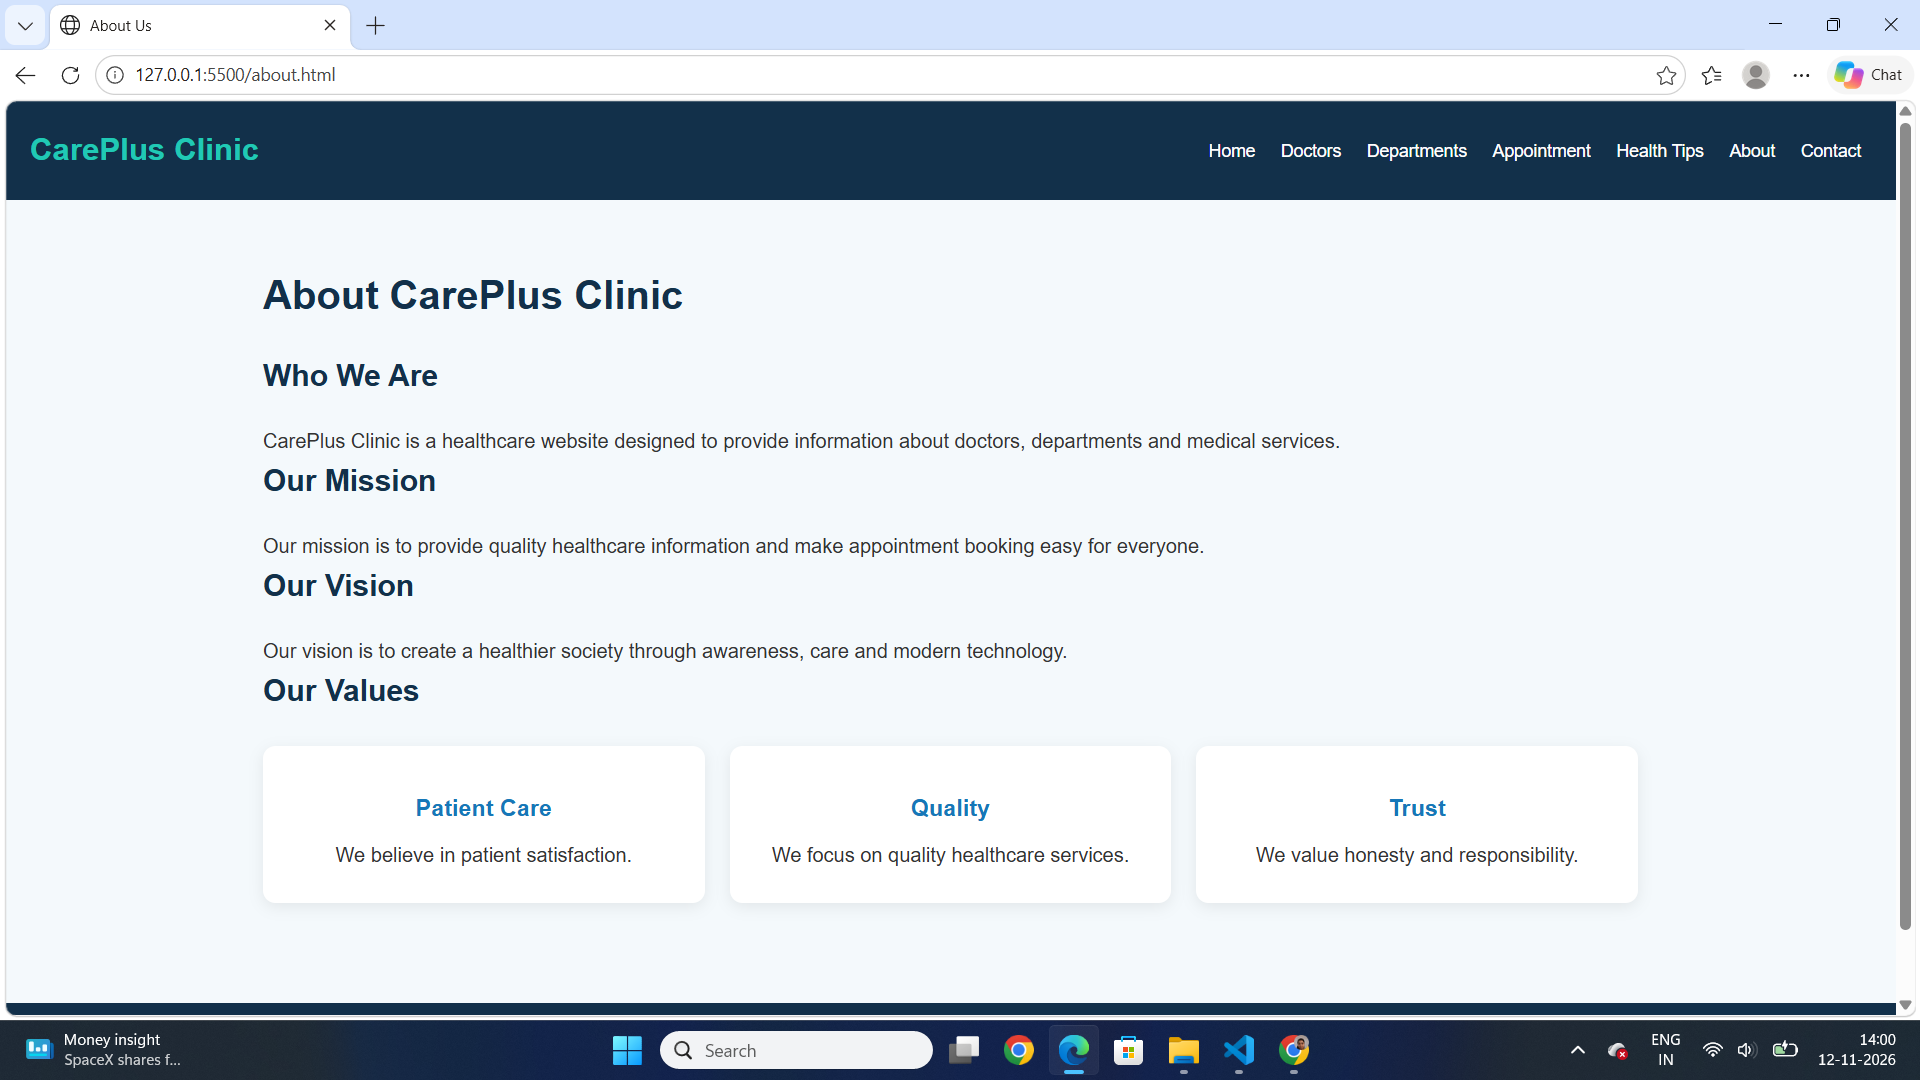 About Us
127.0.0.1:5500/about.html
Chat
CarePlus Clinic
Home Doctors Departments Appointment Health Tips About Contact
About CarePlus Clinic
Who We Are
CarePlus Clinic is a healthcare website designed to provide information about doctors, departments and medical services.
Our Mission
Our mission is to provide quality healthcare information and make appointment booking easy for everyone.
Our Vision
Our vision is to create a healthier society through awareness, care and modern technology.
Our Values
Patient Care
We believe in patient satisfaction.
Quality
We focus on quality healthcare services.
Trust
We value honesty and responsibility.
Money insight
SpaceX shares f...
Search
ENG
IN
14:00
12-11-2026